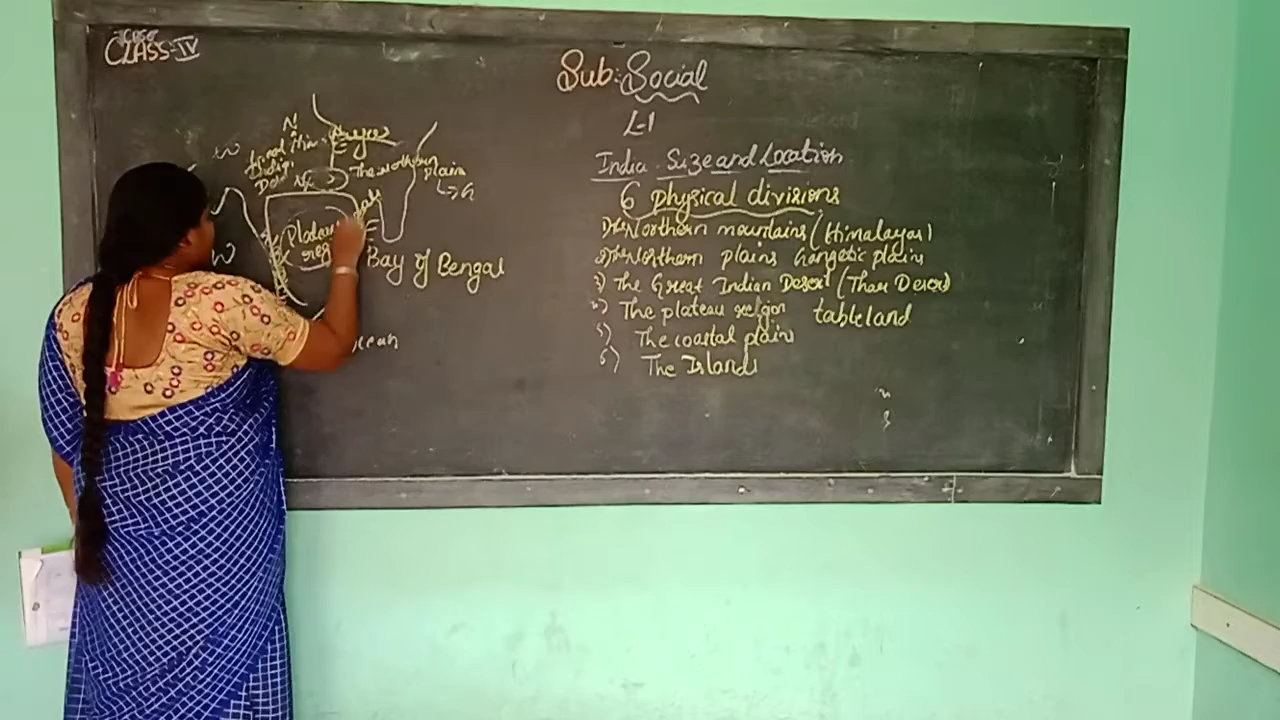 CBSE
CLASS-IV
Sub: Social
L-1
India - Size and Location
6 physical divisions
1) The Northern mountains (Himalayas)
2) The Northern plains Gangetic plains
3) The Great Indian Desert (Thar Desert)
4) The plateau region tableland
5) The coastal plains
6) The Islands
N
The Northern plain
Plateau
Bay of Bengal